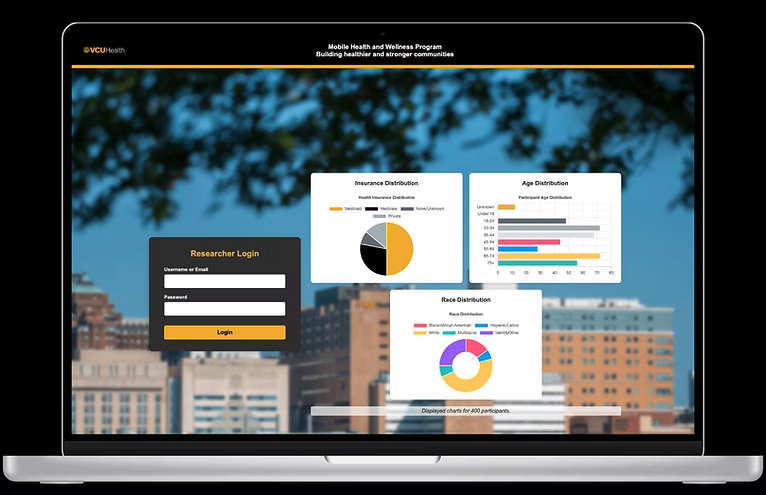 VCUHealth
Mobile Health and Wellness Program
Building healthier and stronger communities
Researcher Login
Username or Email
Password
Login
Insurance Distribution
Health Insurance Distribution
Medicaid Medicare None/Unknown
Private
Age Distribution
Participant Age Distribution
Unknown
Under 18
18-24
25-34
35-44
45-54
55-64
65-74
75+
0 10 20 30 40 50 60 70 80
Race Distribution
Race Distribution
Black/African American Hispanic/Latino
White Multiracial Identify/Other
Displayed charts for 400 participants.